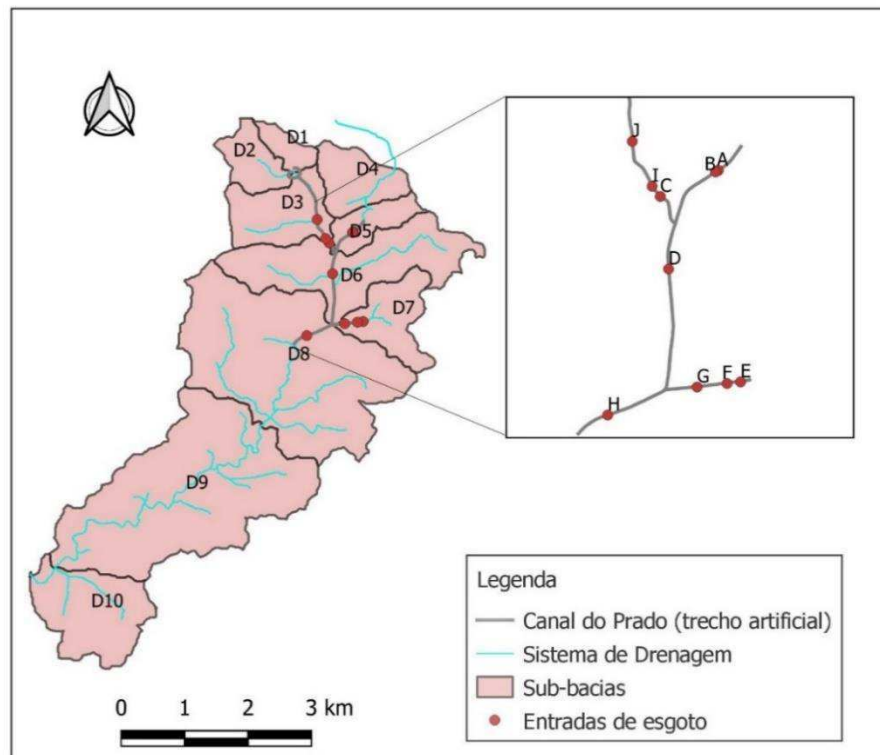 D1
D2
D4
D3
D5
D6
D7
D8
D9
D10
J
A
B
I
C
D
G
F
E
H
0 1 2 3 km
Legenda
Canal do Prado (trecho artificial)
Sistema de Drenagem
Sub-bacias
Entradas de esgoto